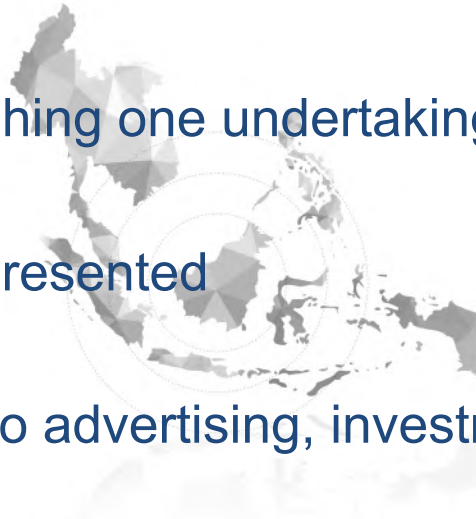 hing one undertaking
resented
o advertising, invest